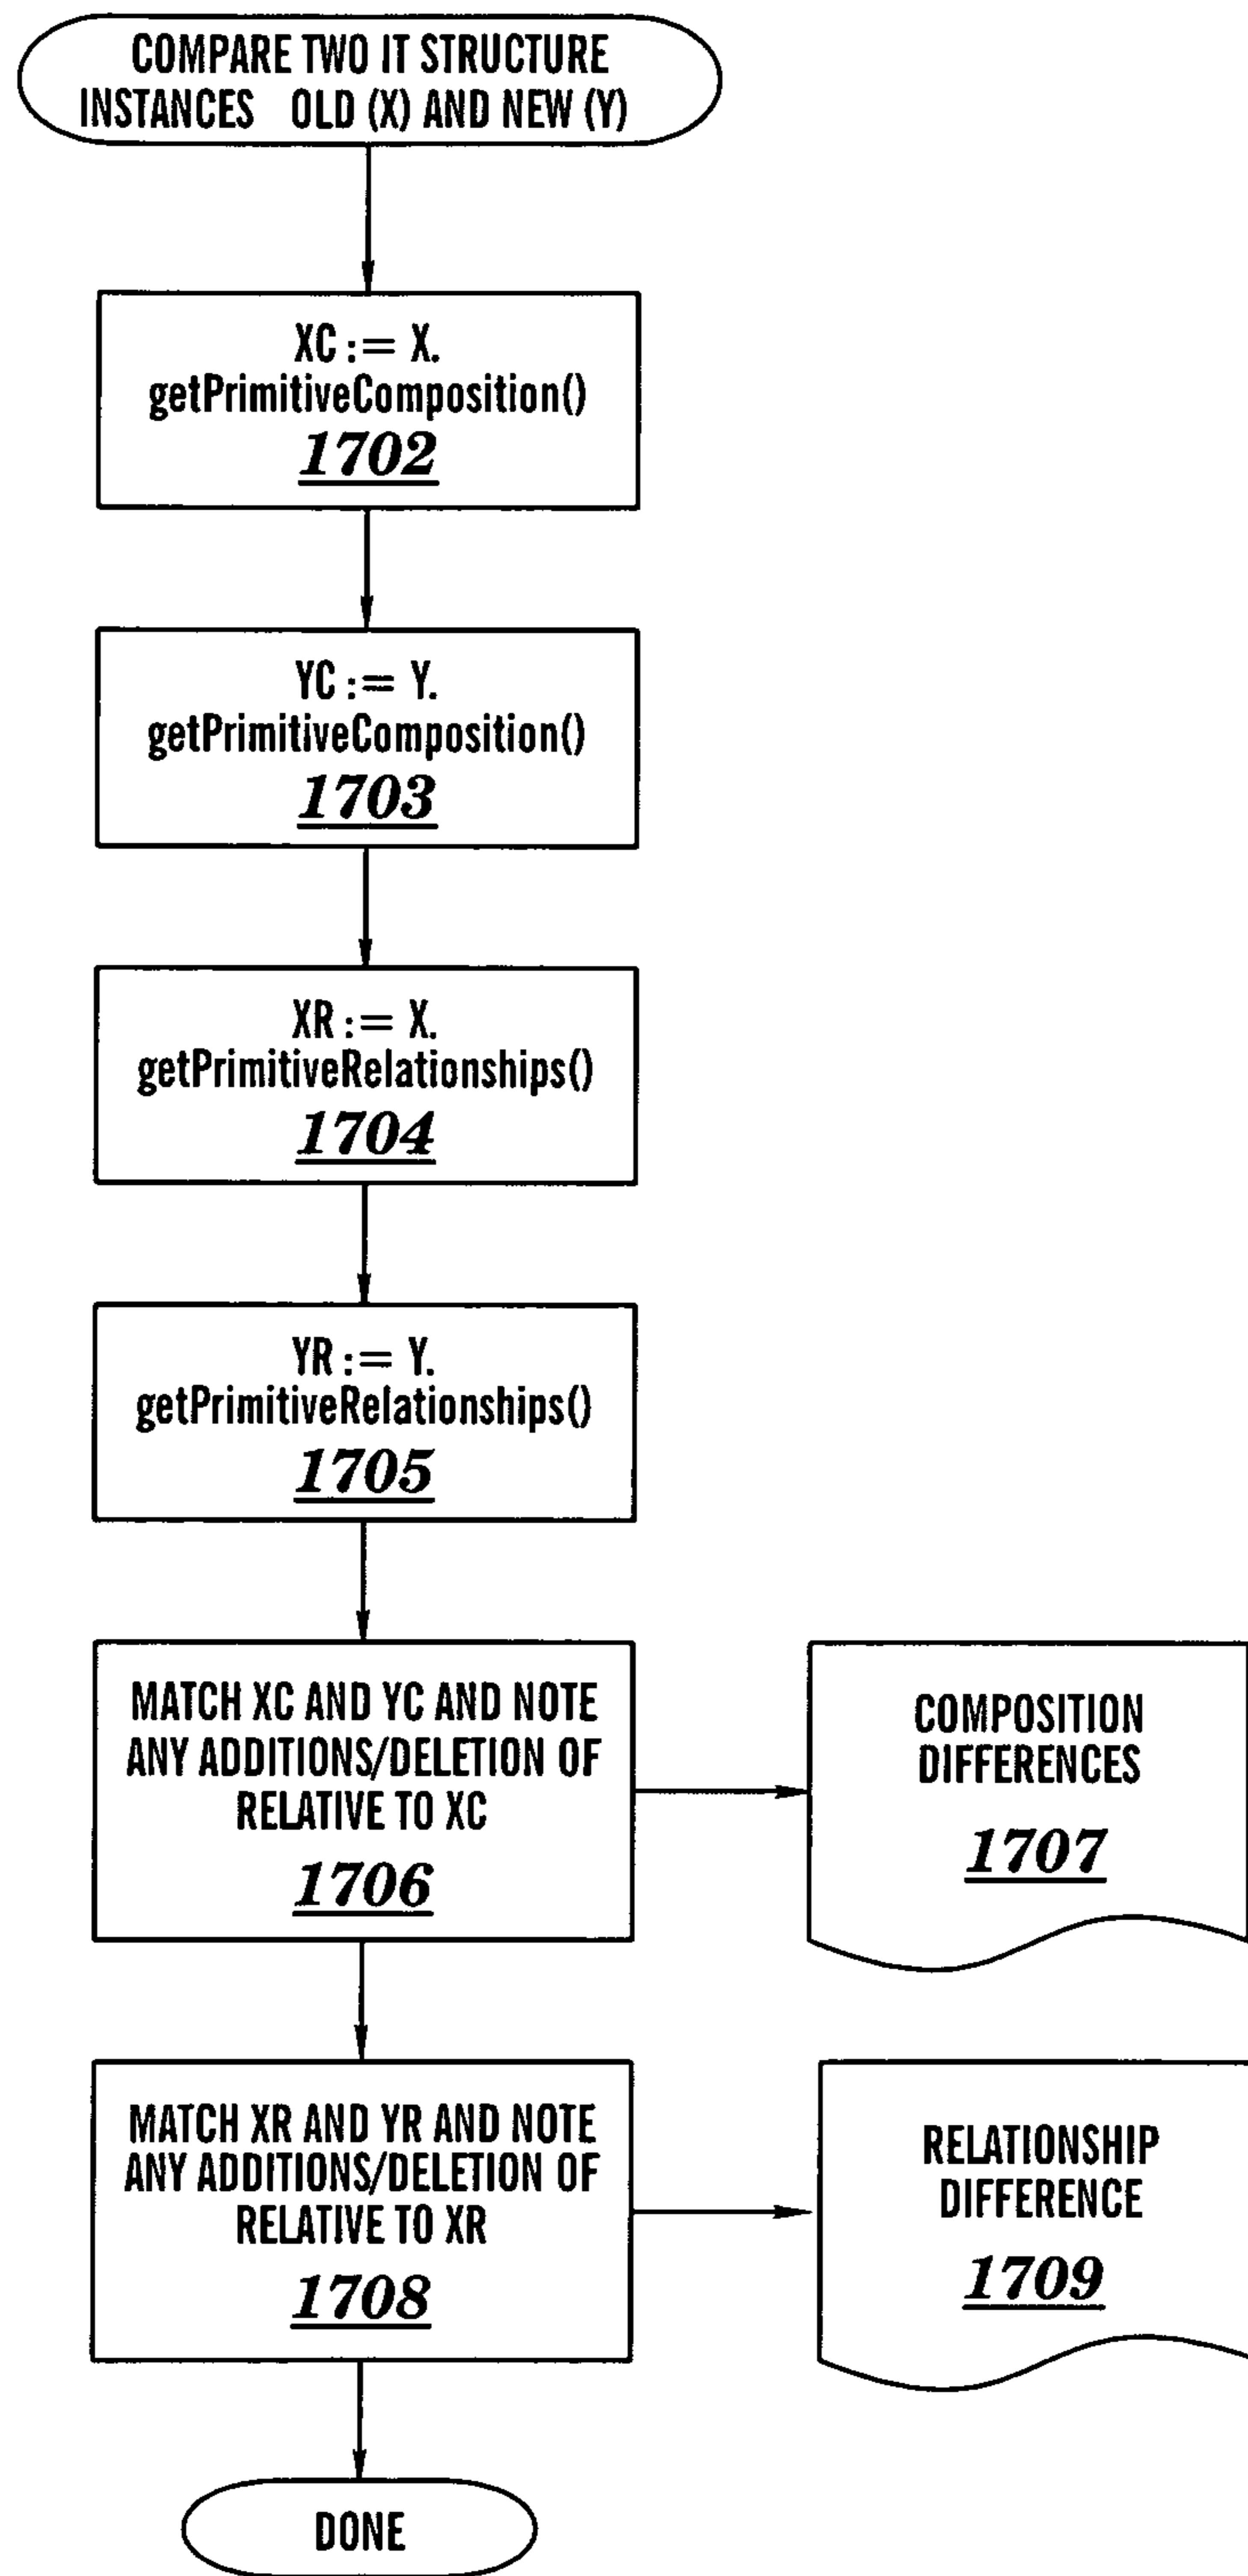 COMPARE TWO IT STRUCTURE
INSTANCES OLD (X) AND NEW (Y)
XC := X.
getPrimitiveComposition()
1702
YC := Y.
getPrimitiveComposition()
1703
XR := X.
getPrimitiveRelationships()
1704
YR := Y.
getPrimitiveRelationships()
1705
MATCH XC AND YC AND NOTE
ANY ADDITIONS/DELETION OF
RELATIVE TO XC
1706
COMPOSITION
DIFFERENCES
1707
MATCH XR AND YR AND NOTE
ANY ADDITIONS/DELETION OF
RELATIVE TO XR
1708
RELATIONSHIP
DIFFERENCE
1709
DONE